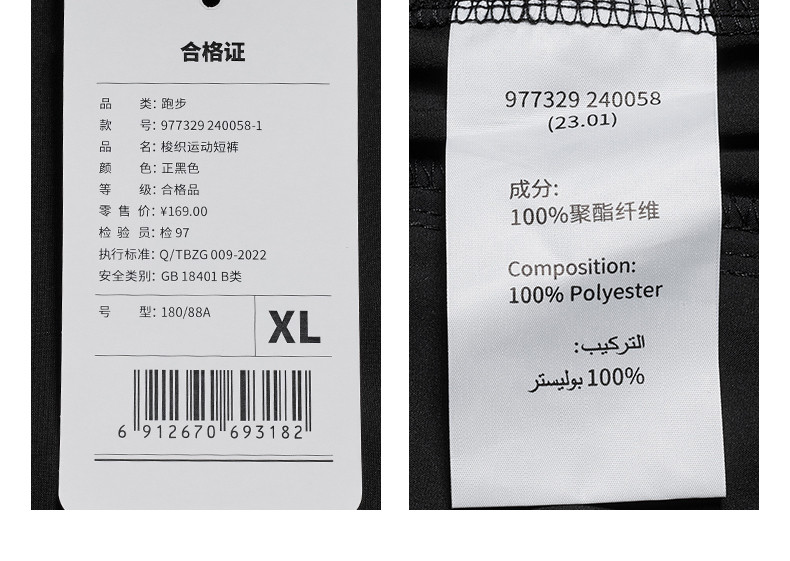 合格证
品 类: 跑步
款 号: 977329 240058-1
品 名: 梭织运动短裤
颜 色: 正黑色
等 级: 合格品
零 售 价: ¥169.00
检 验 员: 检 97
执行标准: Q/TBZG 009-2022
安全类别: GB 18401 B类
号 型: 180/88A
XL
6 912670 693182
977329 240058
(23.01)
成分:
100%聚酯纤维
Composition:
100% Polyester
التركيب:
100% بوليستر